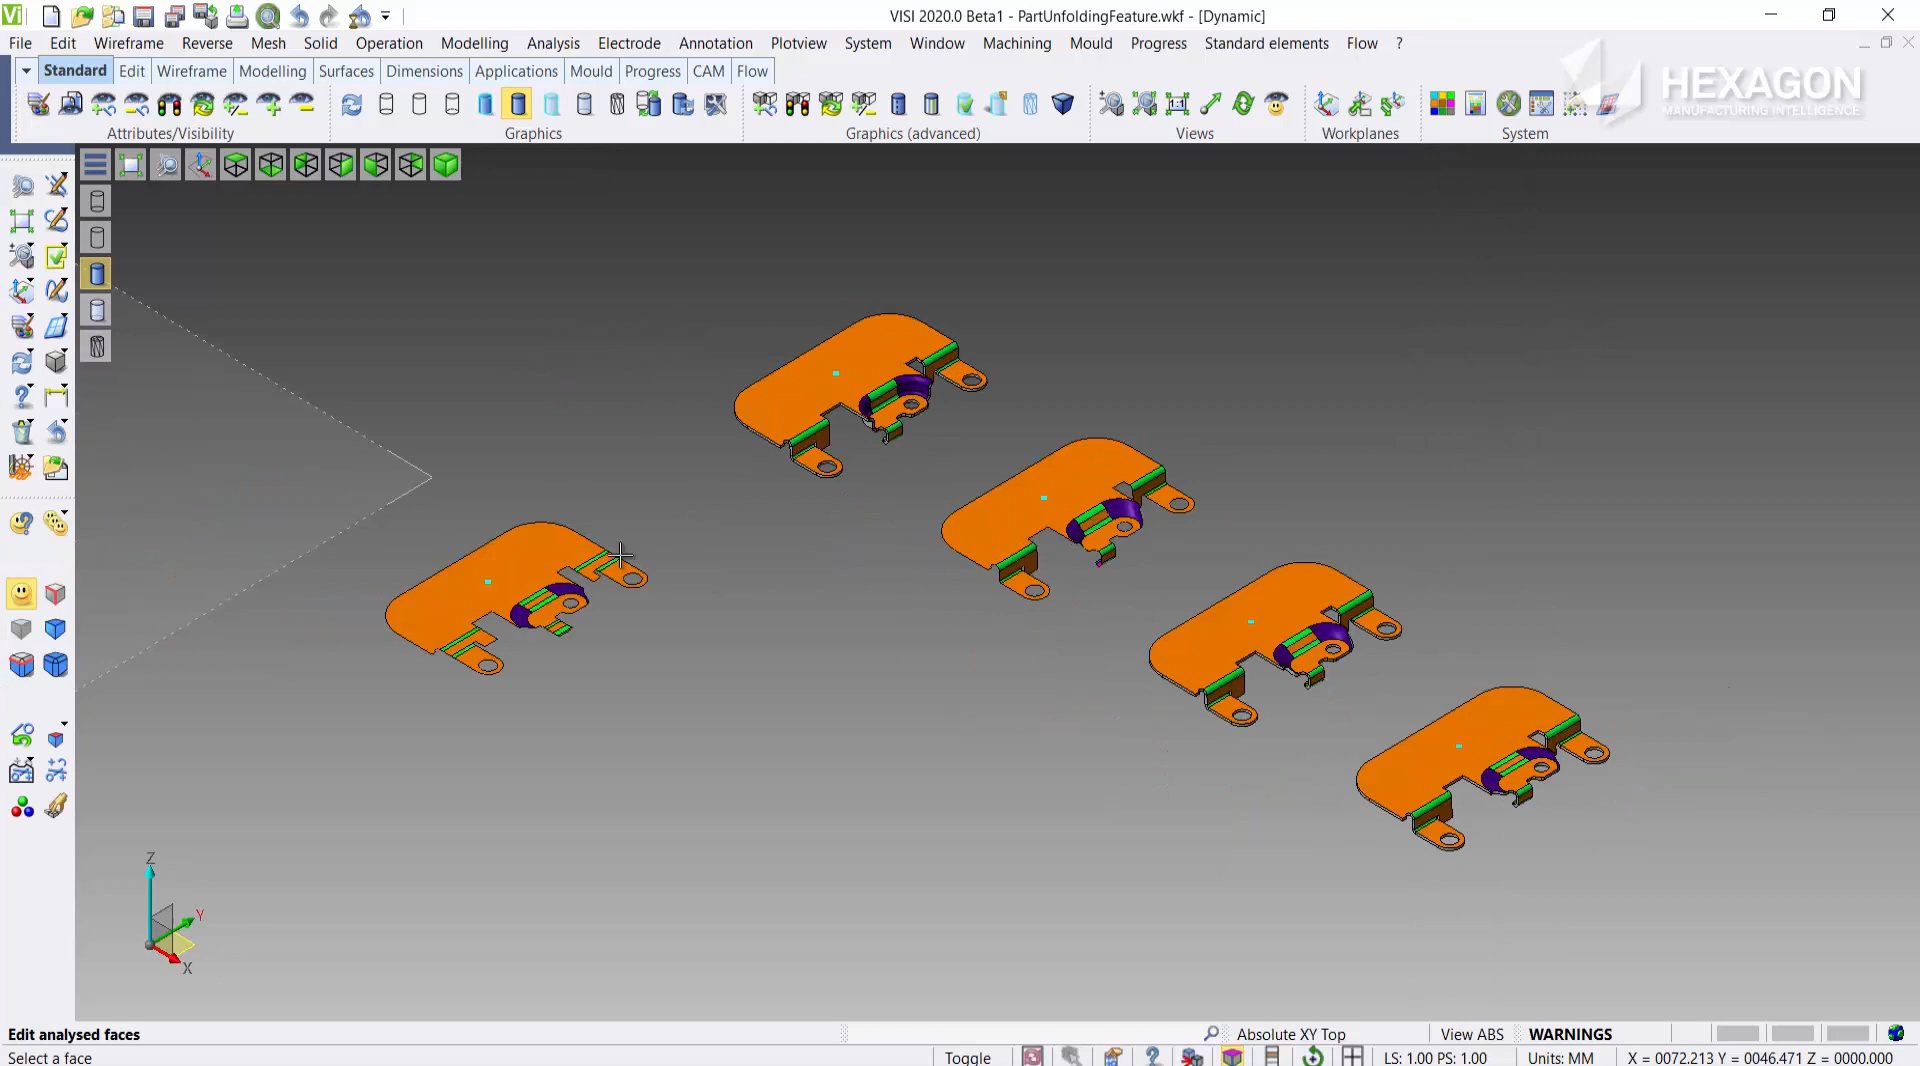 VISI 2020.0 Beta1 - PartUnfoldingFeature.wkf - [Dynamic]
File Edit Wireframe Reverse Mesh Solid Operation Modelling Analysis Electrode Annotation Plotview System Window Machining Mould Progress Standard elements Flow ?
Standard Edit Wireframe Modelling Surfaces Dimensions Applications Mould Progress CAM Flow
HEXAGON
MANUFACTURING INTELLIGENCE
Attributes/Visibility Graphics Graphics (advanced) Views Workplanes System
Z
Y
X
Edit analysed faces Absolute XY Top View ABS WARNINGS
Select a face Toggle LS: 1.00 PS: 1.00 Units: MM X = 0072.213 Y = 0046.471 Z = 0000.000